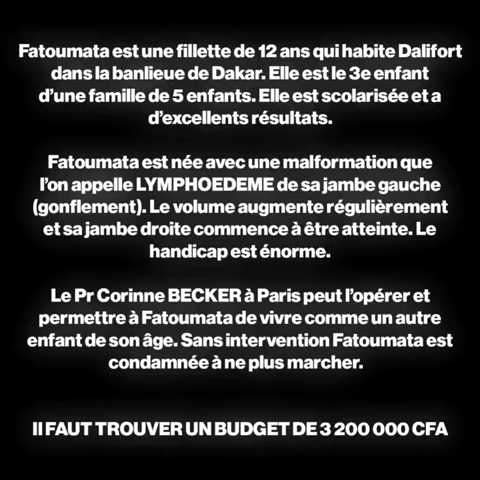 Fatoumata est une fillette de 12 ans qui habite Dalifort
dans la banlieue de Dakar. Elle est le 3e enfant
d'une famille de 5 enfants. Elle est scolarisée et a
d'excellents résultats.
Fatoumata est née avec une malformation que
l'on appelle LYMPHOEDEME de sa jambe gauche
(gonflement). Le volume augmente régulièrement
et sa jambe droite commence à être atteinte. Le
handicap est énorme.
Le Pr Corinne BECKER à Paris peut l'opérer et
permettre à Fatoumata de vivre comme un autre
enfant de son âge. Sans intervention Fatoumata est
condamnée à ne plus marcher.
Il FAUT TROUVER UN BUDGET DE 3 200 000 CFA